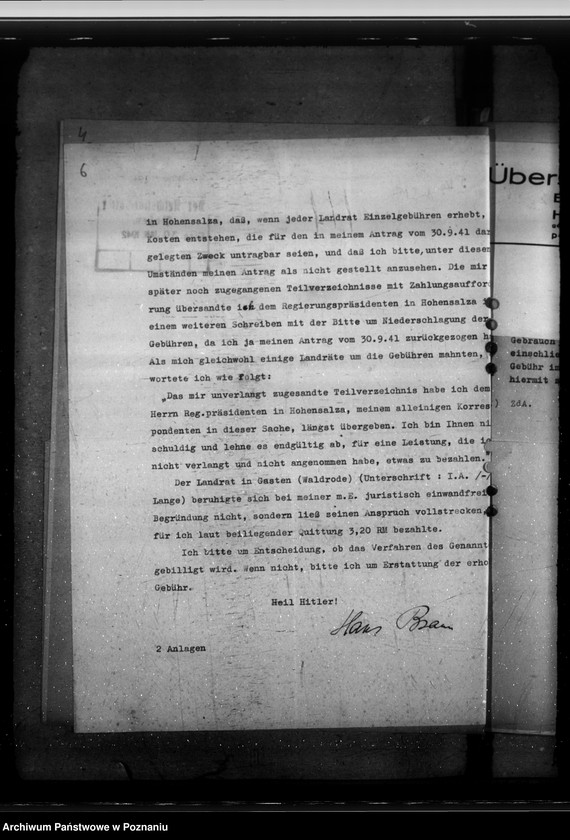 4
6
in Hohensalza, daß, wenn jeder Landrat Einzelgebühren erhebt,
Kosten entstehen, die für den in meinem Antrag vom 30.9.41 dar
gelegten Zweck untragbar seien, und daß ich bitte, unter diesen
Umständen meinen Antrag als nicht gestellt anzusehen. Die mir
später noch zugegangenen Teilverzeichnisse mit Zahlungsauffor
rung übersandte ich dem Regierungspräsidenten in Hohensalza
einem weiteren Schreiben mit der Bitte um Niederschlagung der
Gebühren, da ich ja meinen Antrag vom 30.9.41 zurückgezogen h
Als mich gleichwohl einige Landräte um die Gebühren mahnten,
wortete ich wie folgt:
„Das mir unverlangt zugesandte Teilverzeichnis habe ich dem
Herrn Reg.präsidenten in Hohensalza, meinem alleinigen Korres
pondenten in dieser Sache, längst übergeben. Ich bin Ihnen ni
schuldig und lehne es endgültig ab, für eine Leistung, die ic
nicht verlangt und nicht angenommen habe, etwas zu bezahlen."
Der Landrat in Gasten (Waldrode) (Unterschrift : I.A. /-/
Lange) beruhigte sich bei meiner m.E. juristisch einwandfrei
Begründung nicht, sondern ließ seinen Anspruch vollstrecken,
für ich laut beiliegender Quittung 3,20 RM bezahlte.
Ich bitte um Entscheidung, ob das Verfahren des Genannt
gebilligt wird. Wenn nicht, bitte ich um Erstattung der erho
Gebühr.
Heil Hitler!
Hans
2 Anlagen
Über
Gebrauch
einschlie
Gebühr im
hiermit
ZdA.
Archiwum Państwowe w Poznaniu